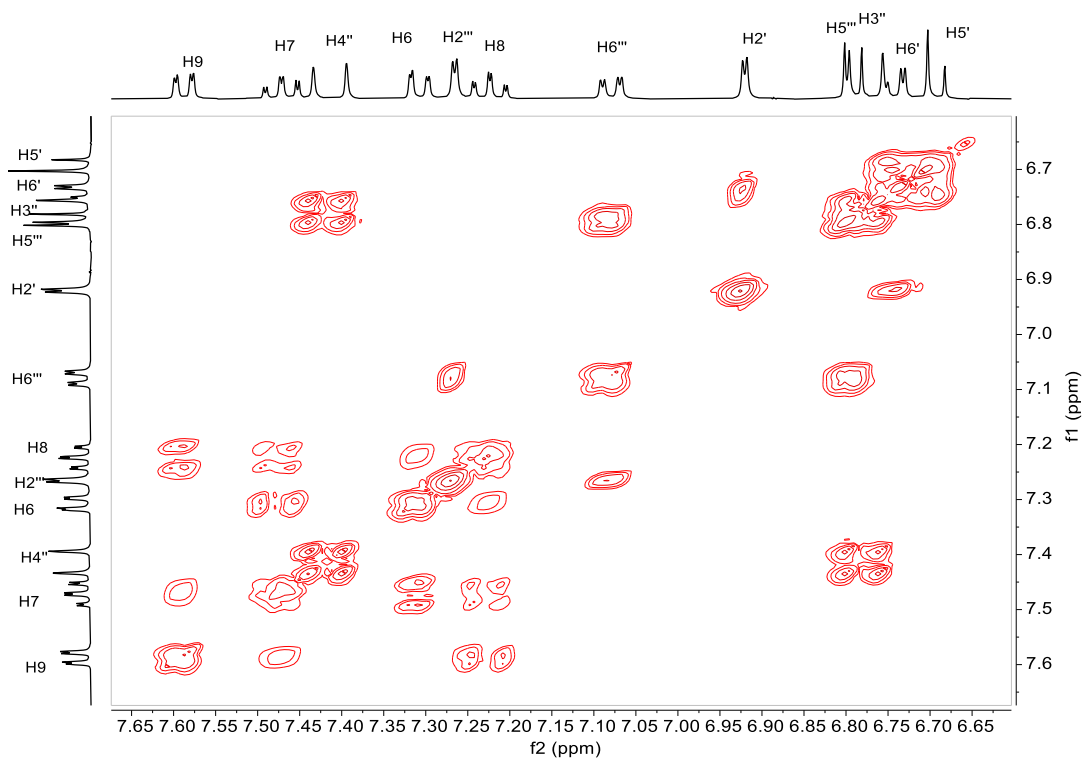 H9
H7
H4''
H6
H2'''
H8
H6'''
H2'
H5'''
H3''
H6'
H5'
H5'
H6'
H3''
H5'''
H2'
H6'''
H8
H2'''
H6
H4''
H7
H9
6.7
6.8
6.9
7.0
7.1
7.2
7.3
7.4
7.5
7.6
f1 (ppm)
7.65 7.60 7.55 7.50 7.45 7.40 7.35 7.30 7.25 7.20 7.15 7.10 7.05 7.00 6.95 6.90 6.85 6.80 6.75 6.70 6.65
f2 (ppm)